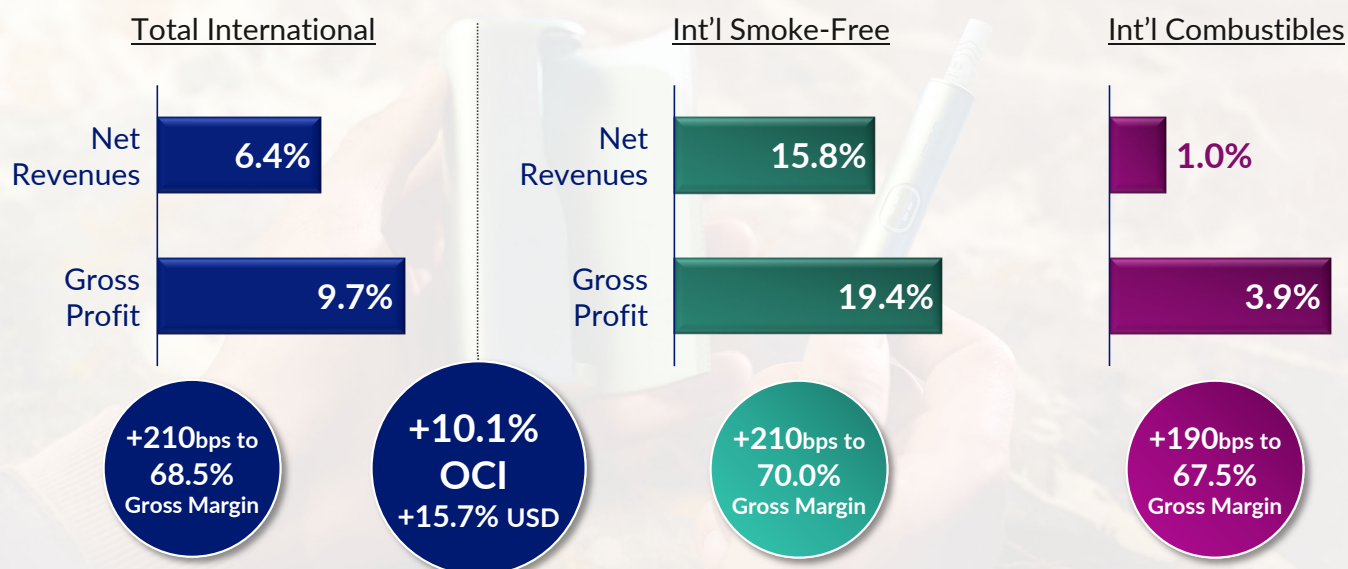 Total International
Net
Revenues
6.4%
Gross
Profit
9.7%
+210bps to
68.5%
Gross Margin
+10.1%
OCI
+15.7% USD
Int’l Smoke-Free
Net
Revenues
15.8%
Gross
Profit
19.4%
+210bps to
70.0%
Gross Margin
Int’l Combustibles
1.0%
3.9%
+190bps to
67.5%
Gross Margin